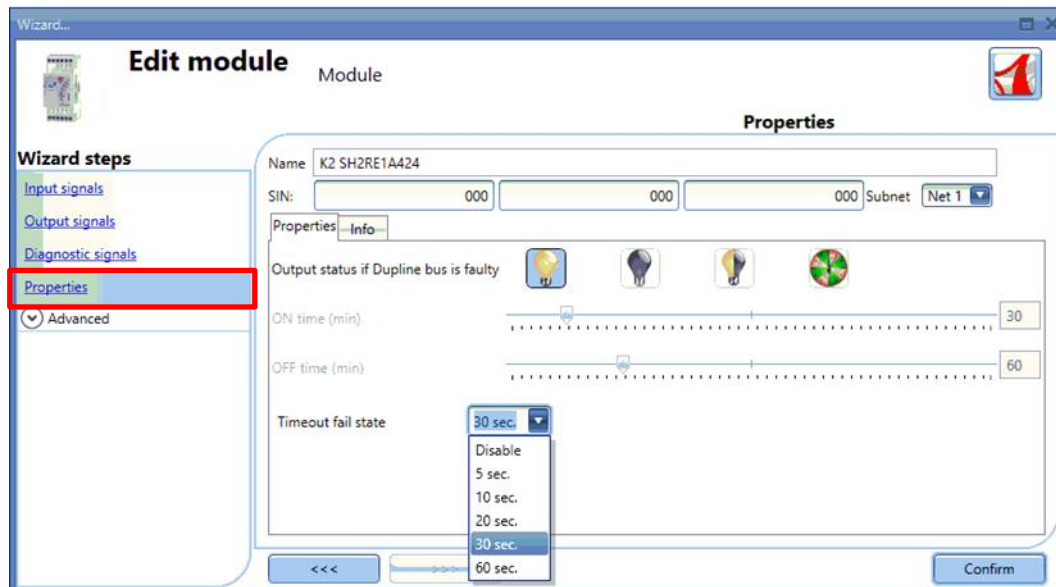 Wizard...
Edit module
Module
Properties
Wizard steps
Input signals
Output signals
Diagnostic signals
Properties
Advanced
Name K2 SH2RE1A424
SIN: 000 000 000 Subnet Net 1
Properties Info
Output status if Dupline bus is faulty
ON time (min) 30
OFF time (min) 60
Timeout fail state 30 sec.
Disable
5 sec.
10 sec.
20 sec.
30 sec.
60 sec.
<<< >>> Confirm